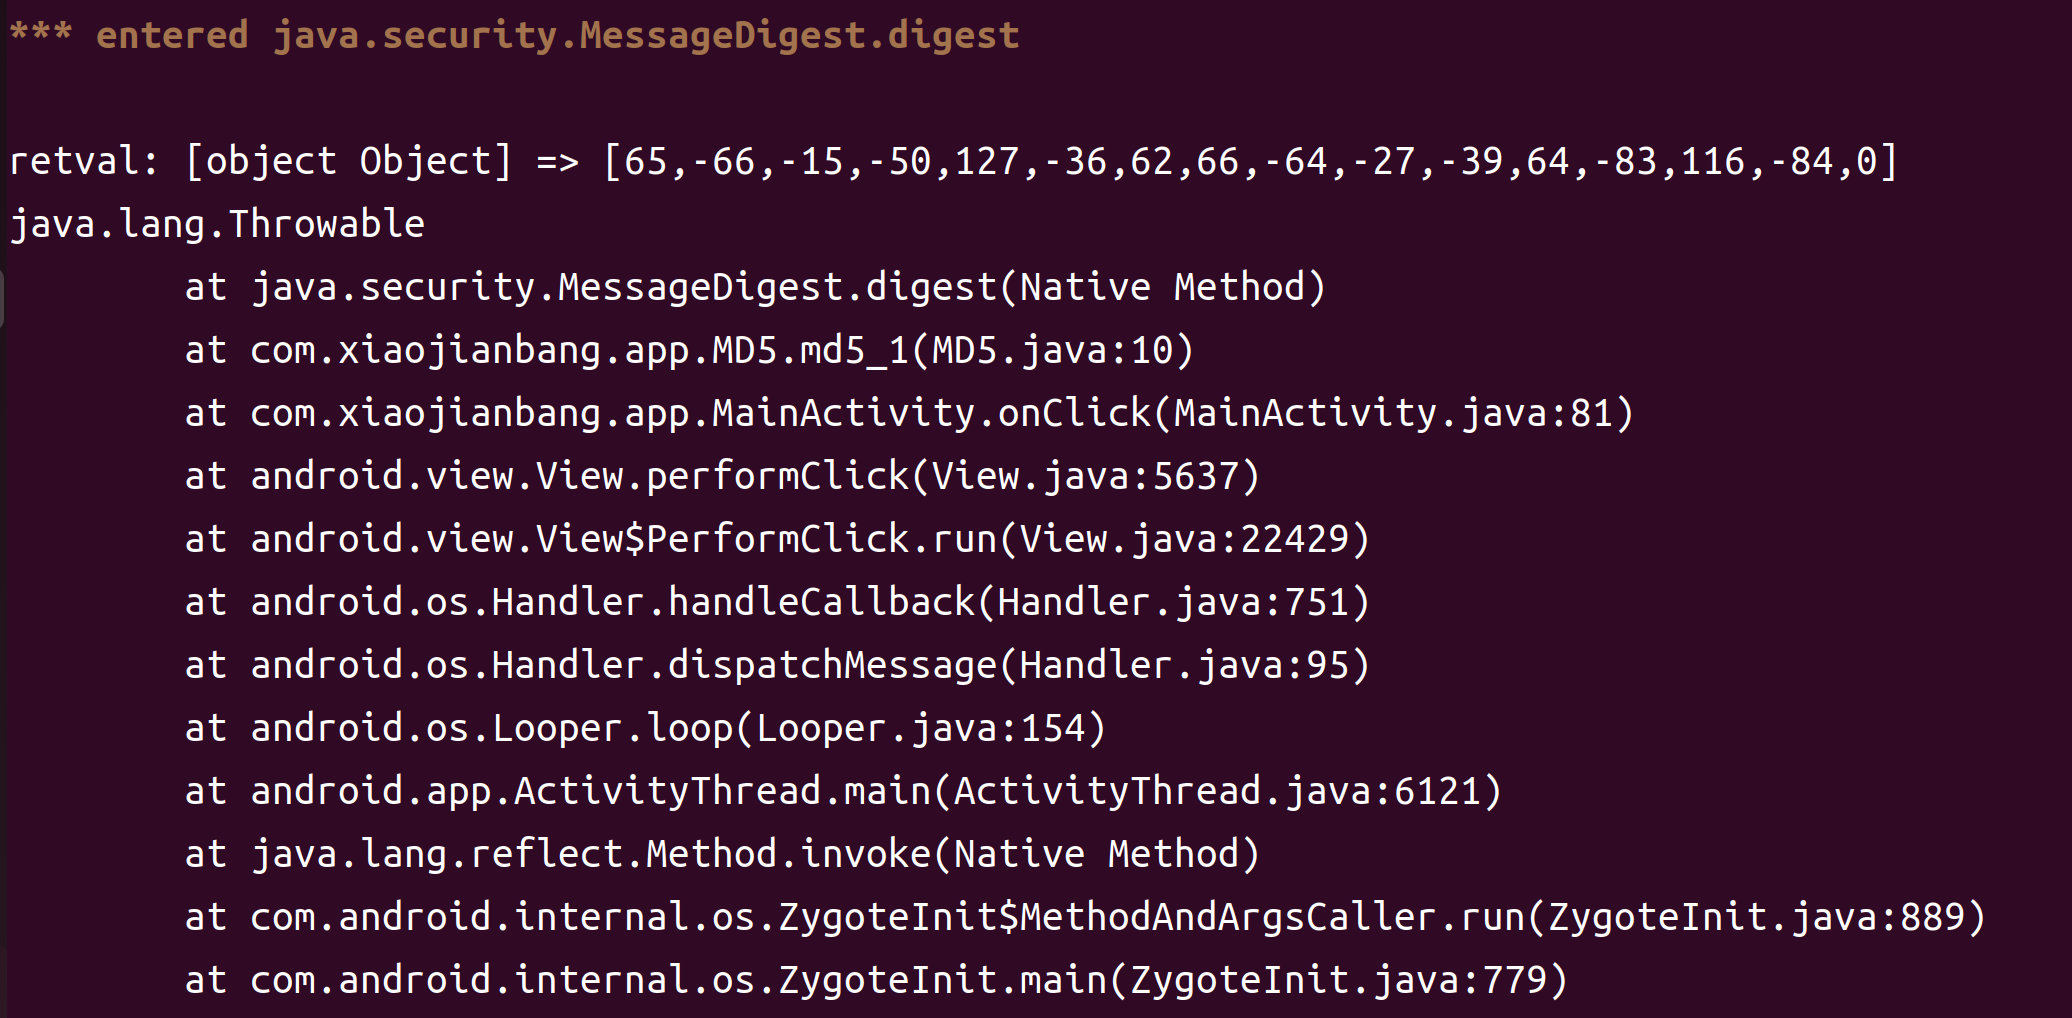 *** entered java.security.MessageDigest.digest
retval: [object Object] => [65,-66,-15,-50,127,-36,62,66,-64,-27,-39,64,-83,116,-84,0]
java.lang.Throwable
at java.security.MessageDigest.digest(Native Method)
at com.xiaojianbang.app.MD5.md5_1(MD5.java:10)
at com.xiaojianbang.app.MainActivity.onClick(MainActivity.java:81)
at android.view.View.performClick(View.java:5637)
at android.view.View$PerformClick.run(View.java:22429)
at android.os.Handler.handleCallback(Handler.java:751)
at android.os.Handler.dispatchMessage(Handler.java:95)
at android.os.Looper.loop(Looper.java:154)
at android.app.ActivityThread.main(ActivityThread.java:6121)
at java.lang.reflect.Method.invoke(Native Method)
at com.android.internal.os.ZygoteInit$MethodAndArgsCaller.run(ZygoteInit.java:889)
at com.android.internal.os.ZygoteInit.main(ZygoteInit.java:779)